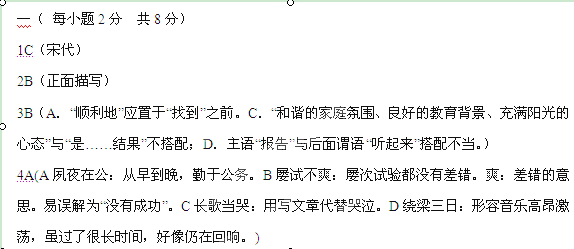 一（ 每小题2分　共8分）
1C(宋代)
2B(正面描写)
3B(A．“顺利地”应置于“找到”之前。C．“和谐的家庭氛围、良好的教育背景、充满阳光的
心态”与“是……结果”不搭配；D．主语“报告”与后面谓语“听起来”搭配不当。)
4A(A夙夜在公：从早到晚，勤于公务。B屡试不爽：屡次试验都没有差错。爽：差错的意
思。易误解为“没有成功”。C长歌当哭：用写文章代替哭泣。D绕梁三日：形容音乐高昂激
荡，虽过了很长时间，好像仍在回响。)